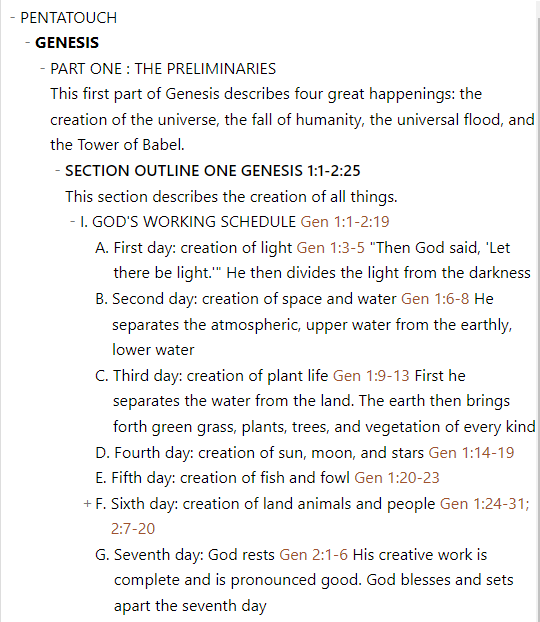 - PENTATOUCH
- GENESIS
- PART ONE : THE PRELIMINARIES
This first part of Genesis describes four great happenings: the
creation of the universe, the fall of humanity, the universal flood, and
the Tower of Babel.
- SECTION OUTLINE ONE GENESIS 1:1-2:25
This section describes the creation of all things.
- I. GOD'S WORKING SCHEDULE Gen 1:1-2:19
A. First day: creation of light Gen 1:3-5 "Then God said, 'Let
there be light.'" He then divides the light from the darkness
B. Second day: creation of space and water Gen 1:6-8 He
separates the atmospheric, upper water from the earthly,
lower water
C. Third day: creation of plant life Gen 1:9-13 First he
separates the water from the land. The earth then brings
forth green grass, plants, trees, and vegetation of every kind
D. Fourth day: creation of sun, moon, and stars Gen 1:14-19
E. Fifth day: creation of fish and fowl Gen 1:20-23
+ F. Sixth day: creation of land animals and people Gen 1:24-31;
2:7-20
G. Seventh day: God rests Gen 2:1-6 His creative work is
complete and is pronounced good. God blesses and sets
apart the seventh day